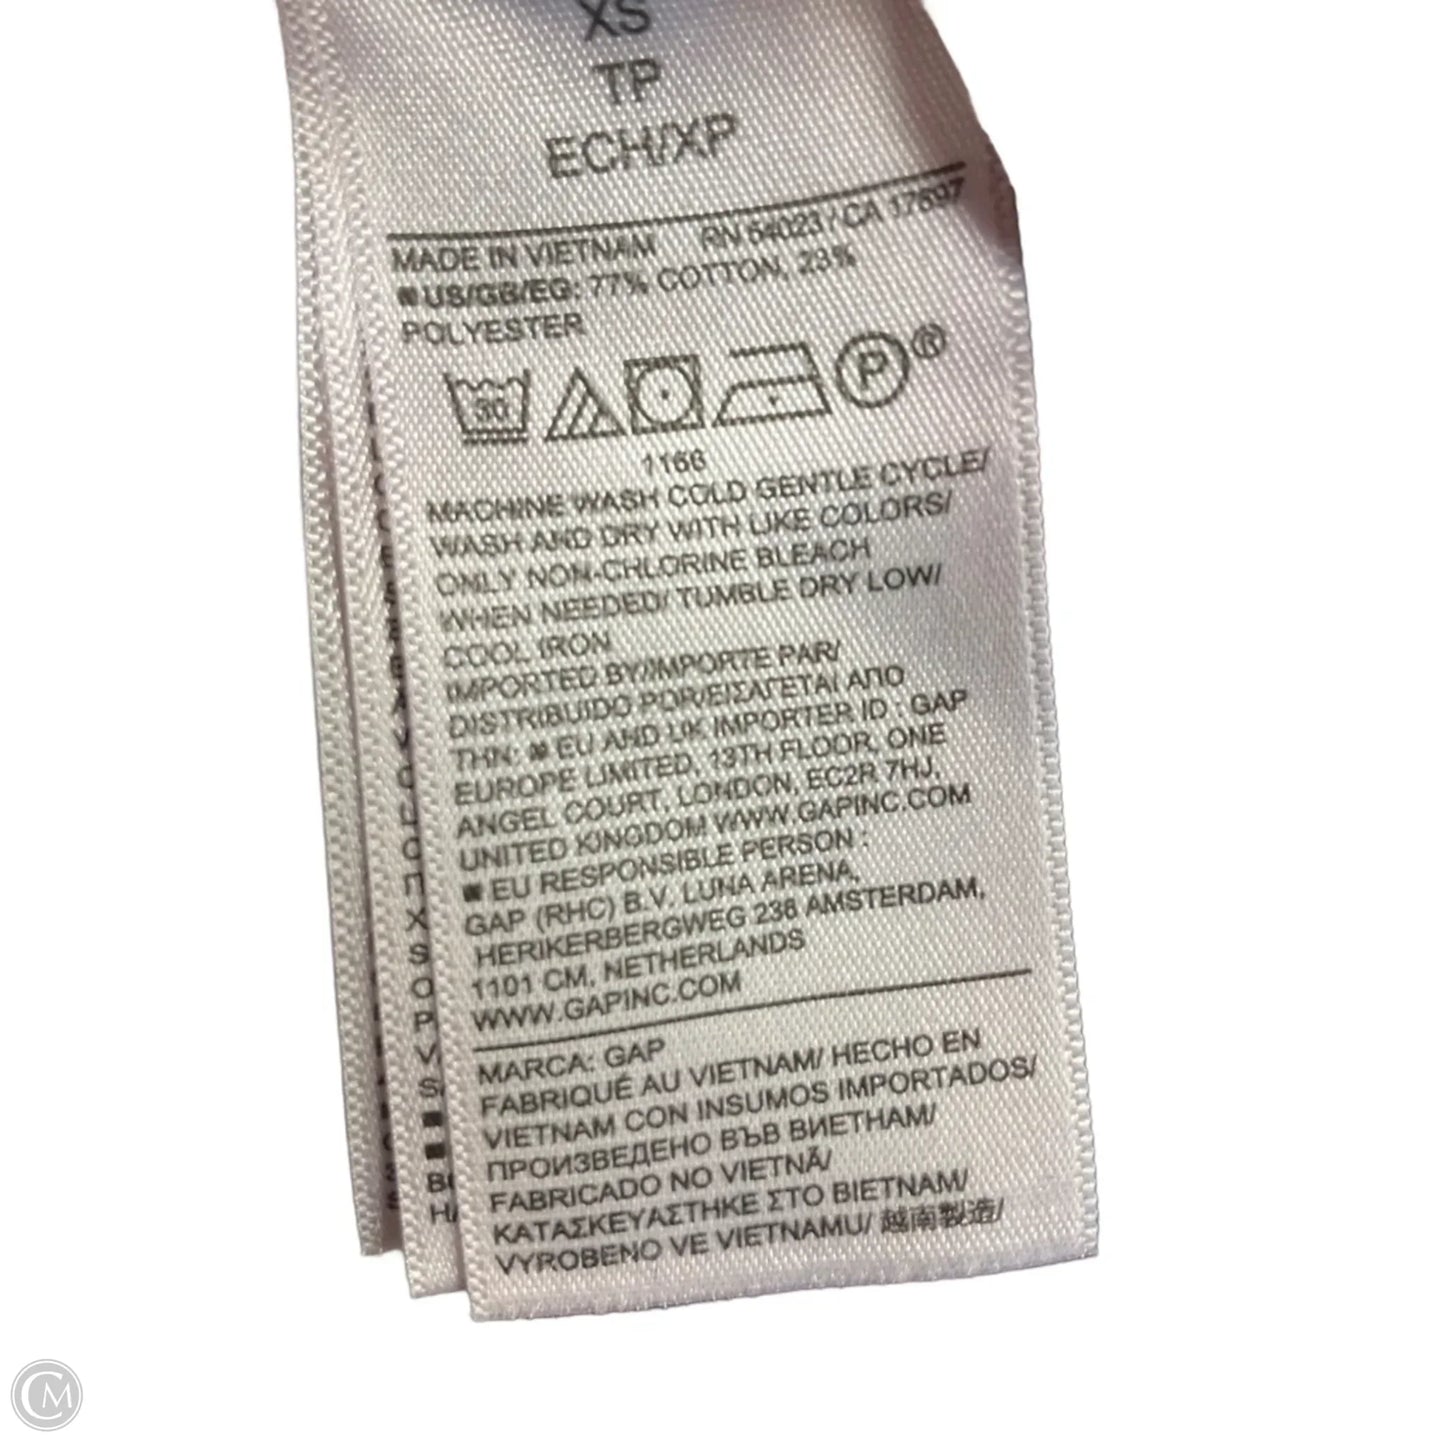 XS
TP
ECH/XP
MADE IN VIETNAM RN 54023 / CA 17897
US/GB/EG: 77% COTTON, 23%
POLYESTER
30 P ®
1166
MACHINE WASH COLD GENTLE CYCLE/
WASH AND DRY WITH LIKE COLORS/
ONLY NON-CHLORINE BLEACH
WHEN NEEDED/ TUMBLE DRY LOW/
COOL IRON
IMPORTED BY/IMPORTE PAR/
DISTRIBUIDO POR/ΕΙΣΑΓΕΤΑΙ ΑΠΟ
ΤΗΝ: EU AND UK IMPORTER ID : GAP
EUROPE LIMITED, 13TH FLOOR, ONE
ANGEL COURT, LONDON, EC2R 7HJ,
UNITED KINGDOM WWW.GAPINC.COM
EU RESPONSIBLE PERSON :
GAP (RHC) B.V. LUNA ARENA,
HERIKERBERGWEG 238 AMSTERDAM,
1101 CM, NETHERLANDS
WWW.GAPINC.COM
MARCA: GAP
FABRIQUÉ AU VIETNAM/ HECHO EN
VIETNAM CON INSUMOS IMPORTADOS/
ПРОИЗВЕДЕНО ВЪВ ВИЕТНАМ/
FABRICADO NO VIETNÃ/
ΚΑΤΑΣΚΕΥΑΣΤΗΚΕ ΣΤΟ ΒΙΕΤΝΑΜ/
VYROBENO VE VIETNAMU/ 越南製造/
CM